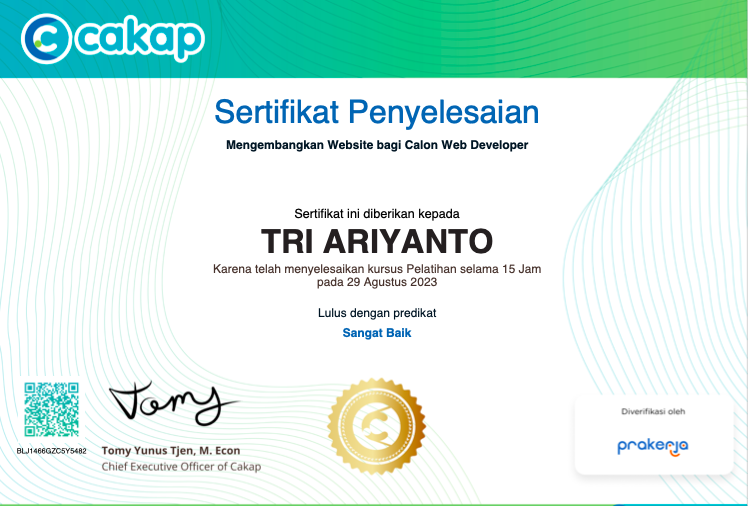 cakap
Sertifikat Penyelesaian
Mengembangkan Website bagi Calon Web Developer
Sertifikat ini diberikan kepada
TRI ARIYANTO
Karena telah menyelesaikan kursus Pelatihan selama 15 Jam
pada 29 Agustus 2023
Lulus dengan predikat
Sangat Baik
Tomy
BLJ1466GZC5Y5482
Tomy Yunus Tjen, M. Econ
Chief Executive Officer of Cakap
Diverifikasi oleh
prakerja